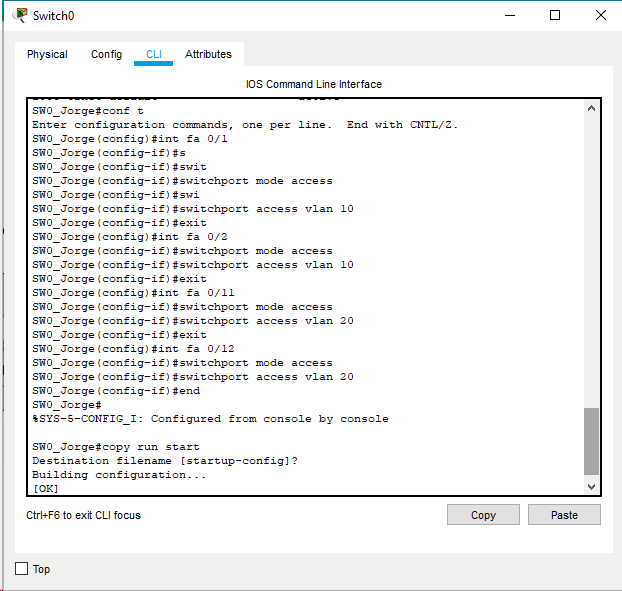 Switch0
Physical Config CLI Attributes
IOS Command Line Interface
SW0_Jorge#conf t
Enter configuration commands, one per line.  End with CNTL/Z.
SW0_Jorge(config)#int fa 0/1
SW0_Jorge(config-if)#s
SW0_Jorge(config-if)#swit
SW0_Jorge(config-if)#switchport mode access
SW0_Jorge(config-if)#swi
SW0_Jorge(config-if)#switchport access vlan 10
SW0_Jorge(config-if)#exit
SW0_Jorge(config)#int fa 0/2
SW0_Jorge(config-if)#switchport mode access
SW0_Jorge(config-if)#switchport access vlan 10
SW0_Jorge(config-if)#exit
SW0_Jorge(config)#int fa 0/11
SW0_Jorge(config-if)#switchport mode access
SW0_Jorge(config-if)#switchport access vlan 20
SW0_Jorge(config-if)#exit
SW0_Jorge(config)#int fa 0/12
SW0_Jorge(config-if)#switchport mode access
SW0_Jorge(config-if)#switchport access vlan 20
SW0_Jorge(config-if)#end
SW0_Jorge#
%SYS-5-CONFIG_I: Configured from console by console
SW0_Jorge#copy run start
Destination filename [startup-config]?
Building configuration...
[OK]
Ctrl+F6 to exit CLI focus
Copy Paste
Top